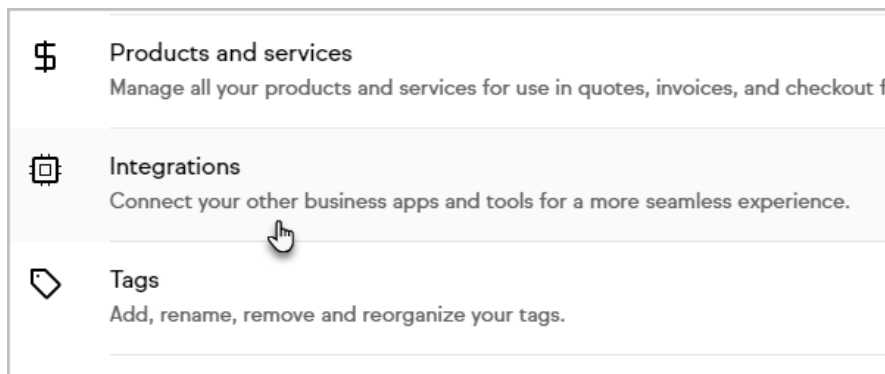 Products and services
Manage all your products and services for use in quotes, invoices, and checkout
Integrations
Connect your other business apps and tools for a more seamless experience.
Tags
Add, rename, remove and reorganize your tags.